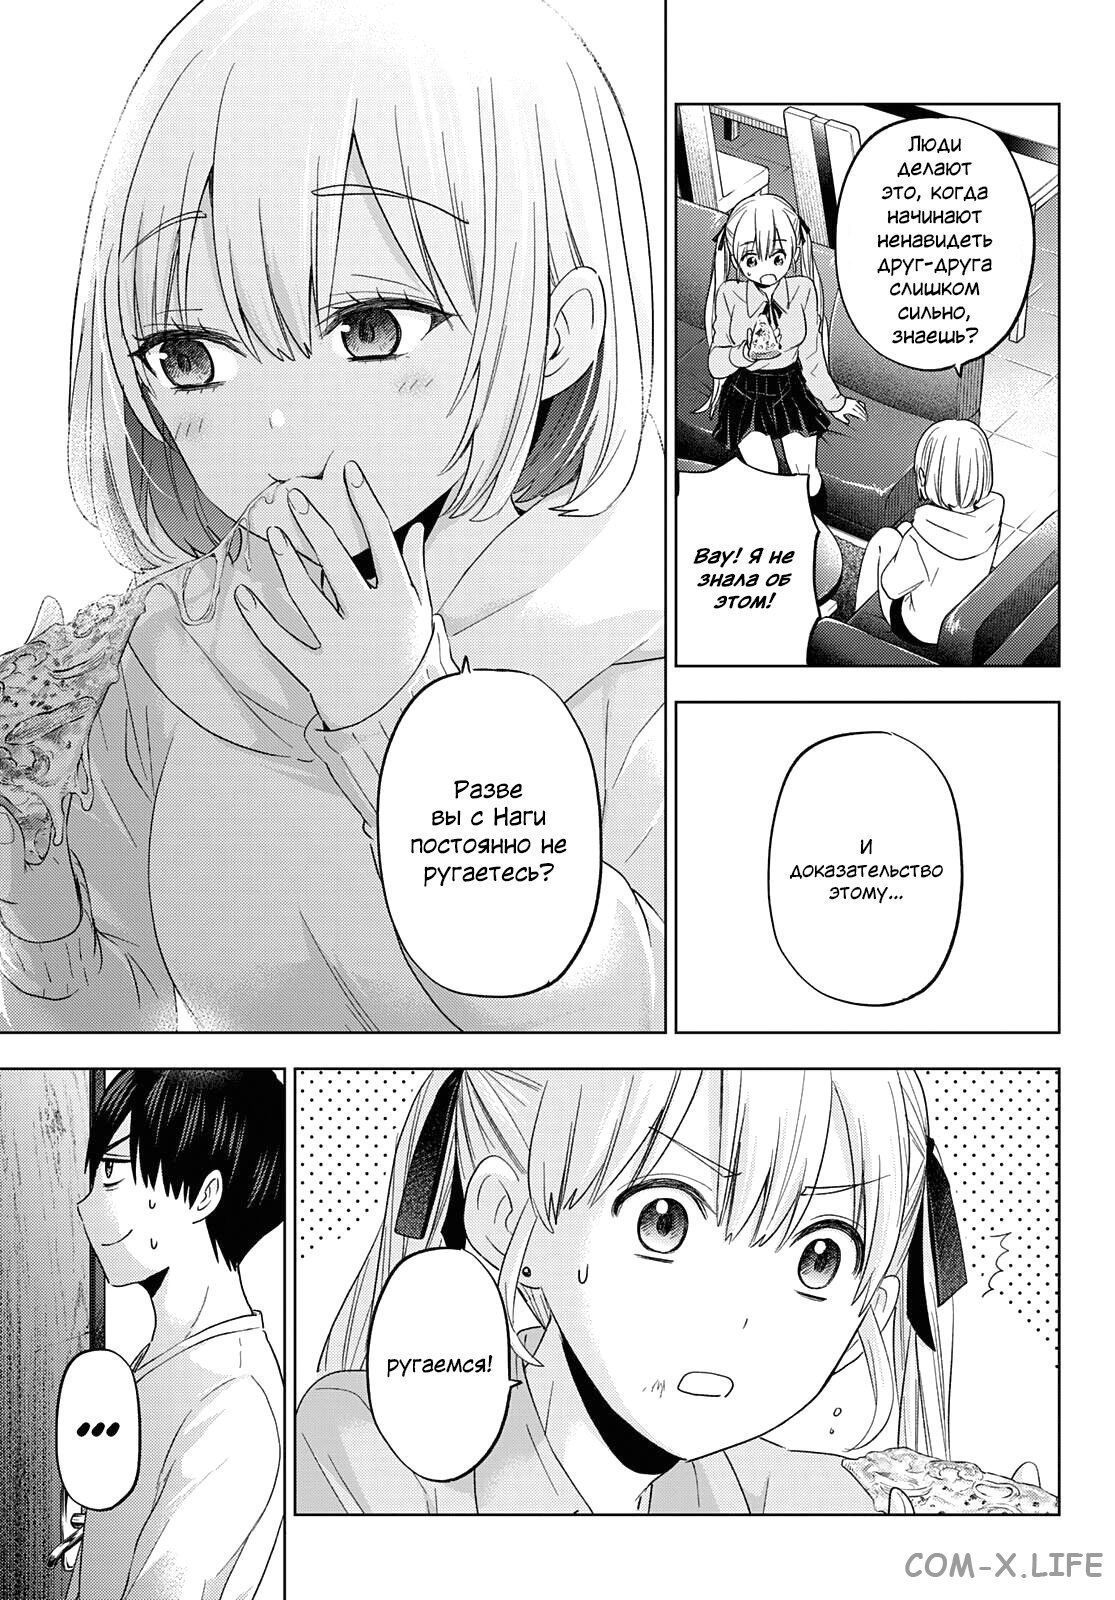 Люди
делают
это, когда
начинают
ненавидеть
друг-друга
слишком
сильно,
знаешь?
Вау! Я не
знала об
этом!
И
доказательство
этому...
Разве
вы с Наги
постоянно не
ругаетесь?
ругаемся!
...
COM-X.LIFE